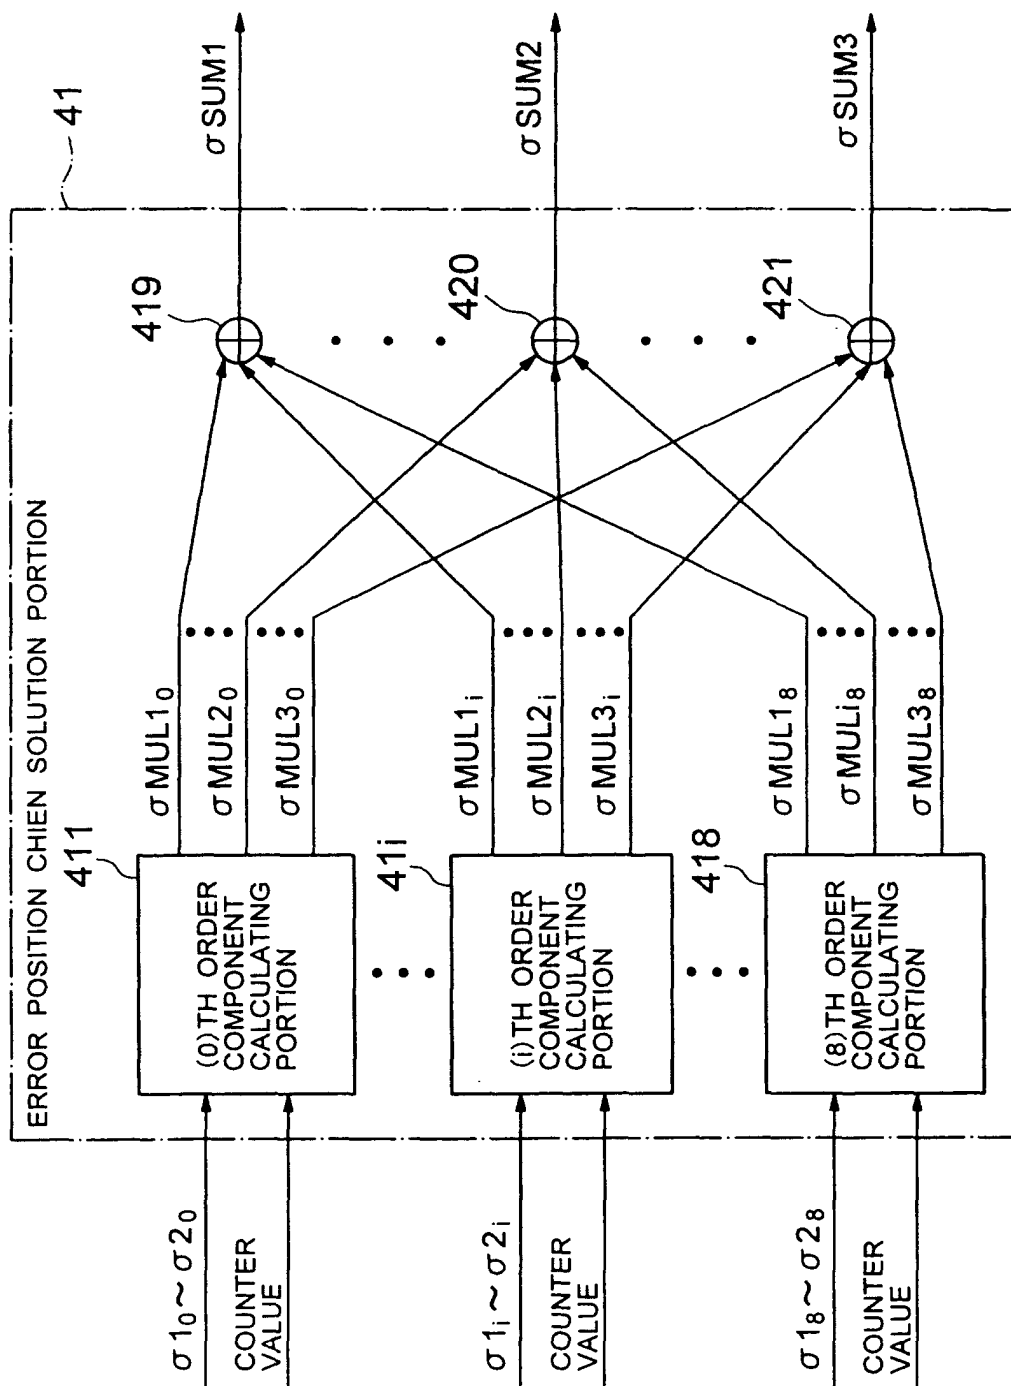 ERROR POSITION CHIEN SOLUTION PORTION
41
σ1₀~σ2₀
COUNTER
VALUE
411
(0)TH ORDER
COMPONENT
CALCULATING
PORTION
σMUL1₀
σMUL2₀
σMUL3₀
419
σSUM1
σ1ᵢ~σ2ᵢ
COUNTER
VALUE
41i
(i)TH ORDER
COMPONENT
CALCULATING
PORTION
σMUL1ᵢ
σMUL2ᵢ
σMUL3ᵢ
420
σSUM2
σ1₈~σ2₈
COUNTER
VALUE
418
(8)TH ORDER
COMPONENT
CALCULATING
PORTION
σMUL1₈
σMULi₈
σMUL3₈
421
σSUM3